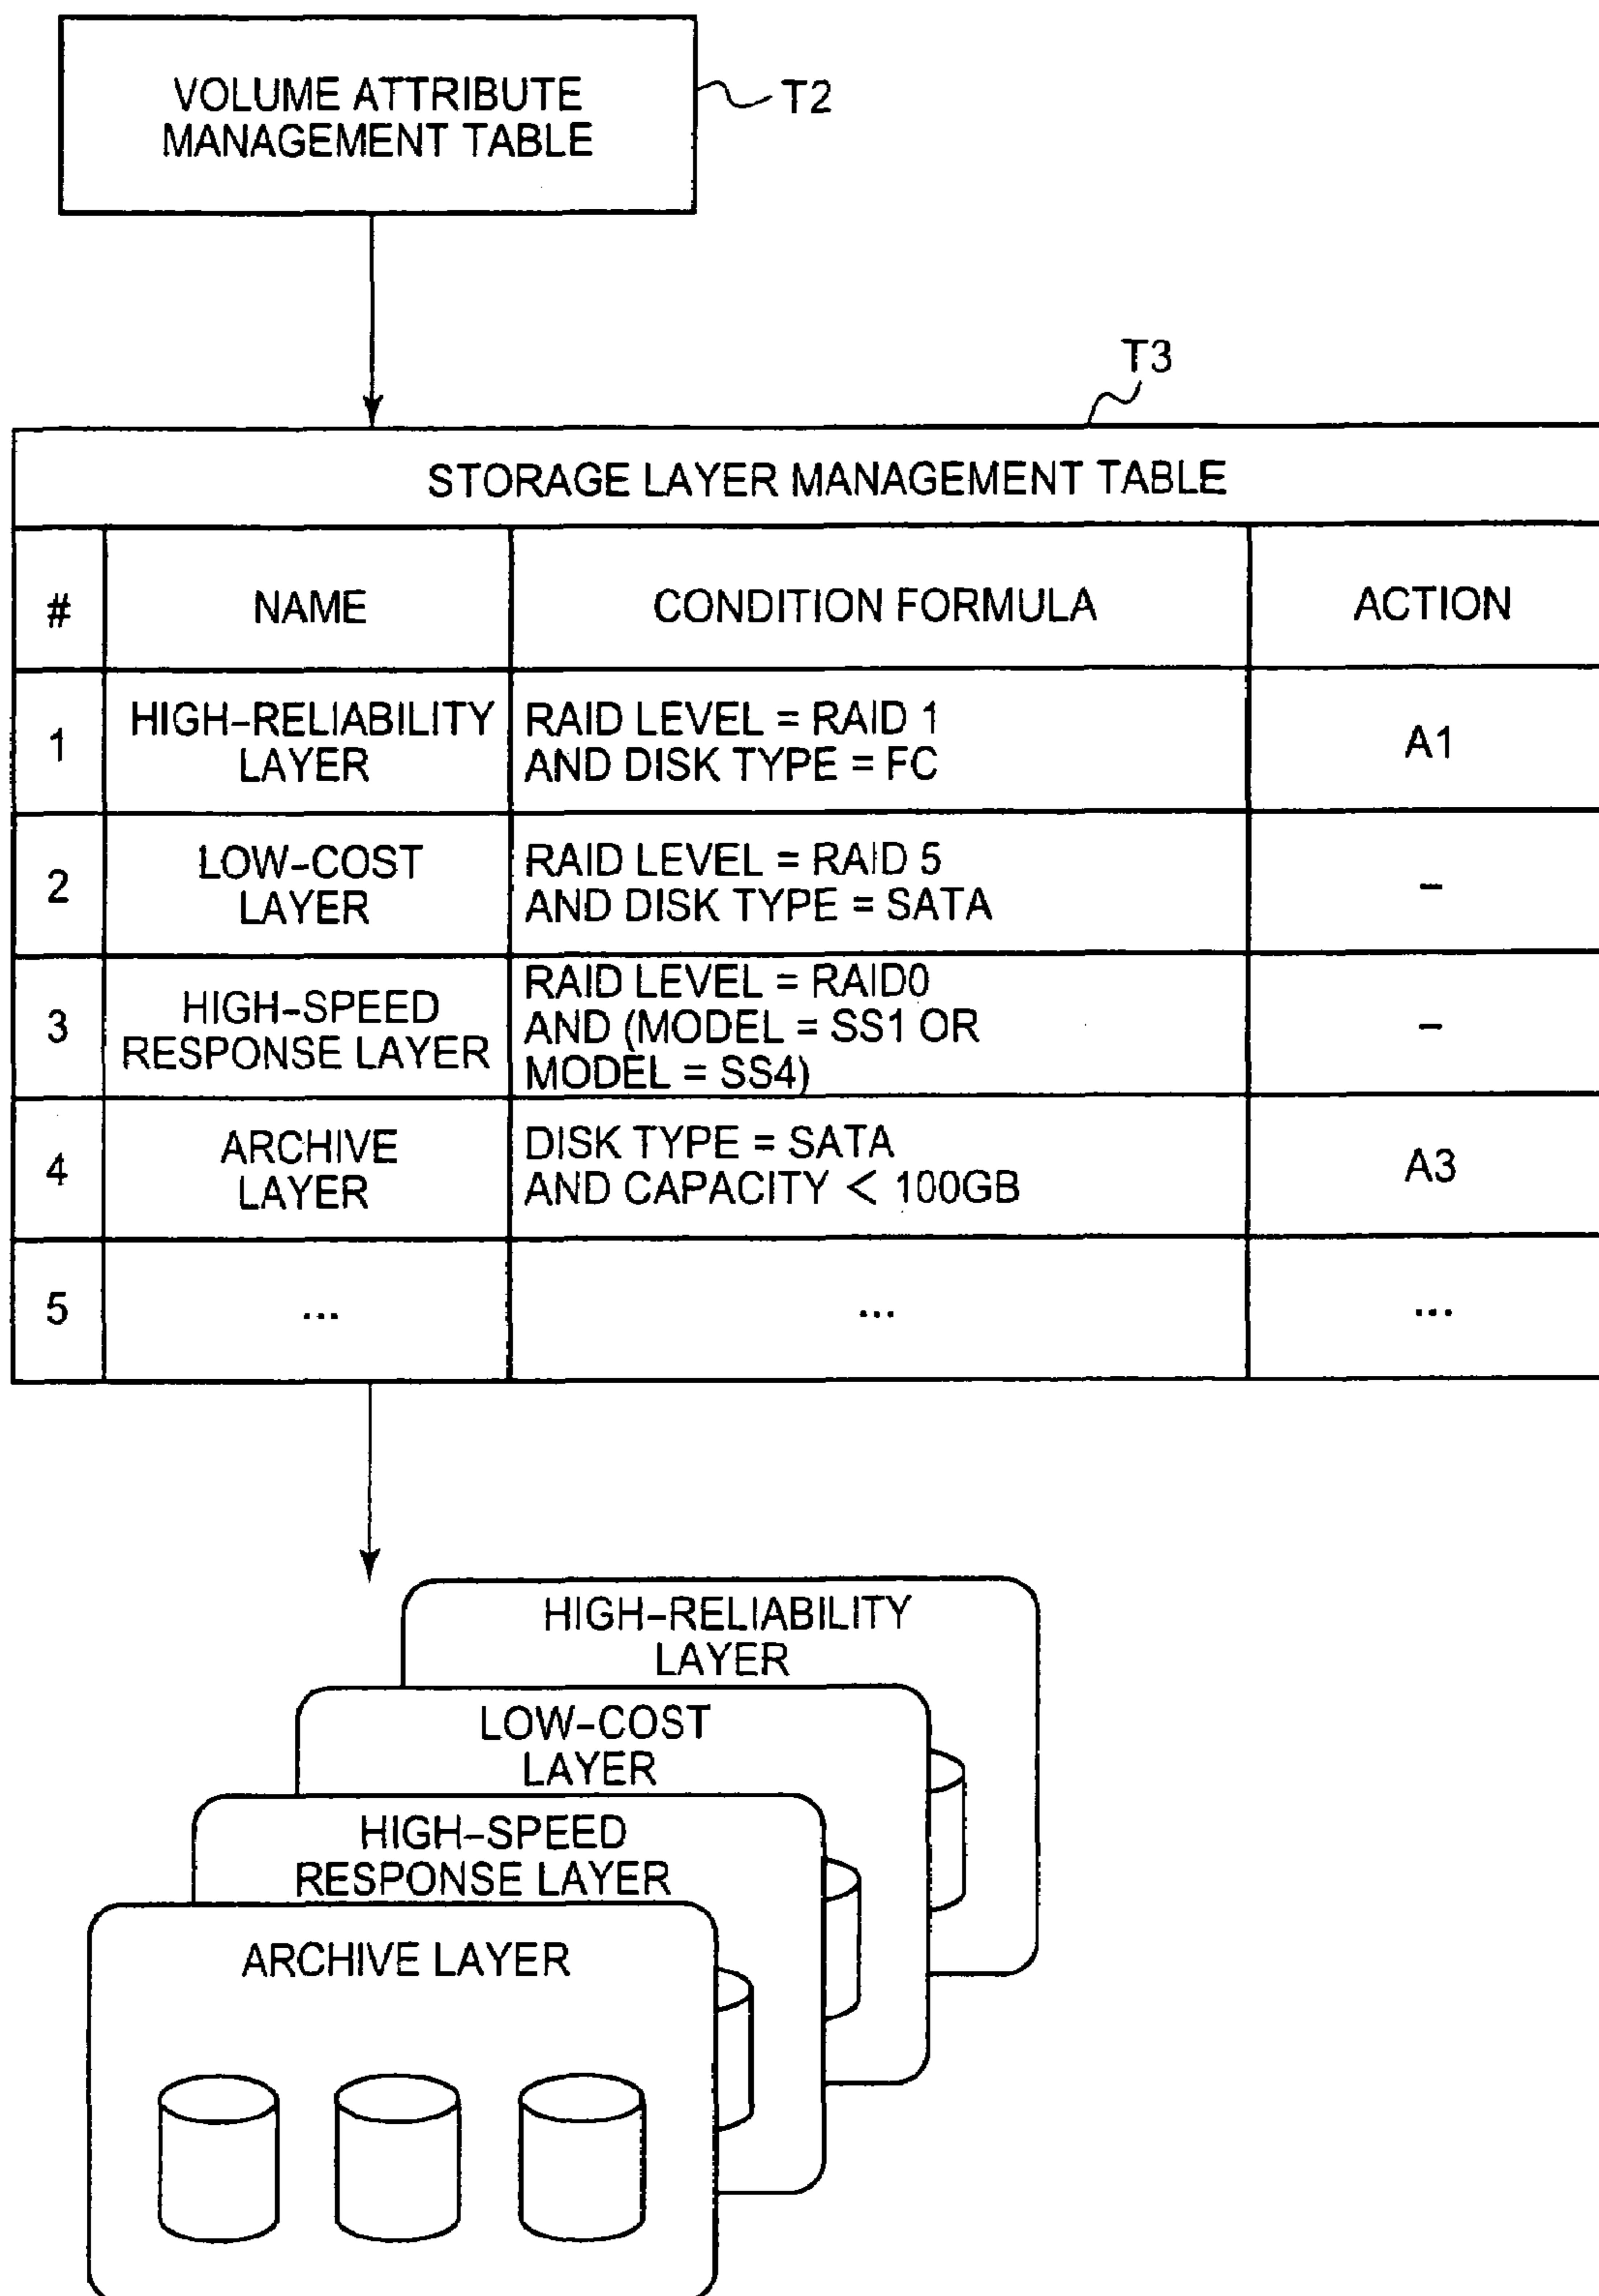 VOLUME ATTRIBUTE
MANAGEMENT TABLE
T2
T3
STORAGE LAYER MANAGEMENT TABLE
# NAME CONDITION FORMULA ACTION
1
HIGH-RELIABILITY
LAYER
RAID LEVEL = RAID 1
AND DISK TYPE = FC
A1
2
LOW-COST
LAYER
RAID LEVEL = RAID 5
AND DISK TYPE = SATA
-
3
HIGH-SPEED
RESPONSE LAYER
RAID LEVEL = RAID0
AND (MODEL = SS1 OR
MODEL = SS4)
-
4
ARCHIVE
LAYER
DISK TYPE = SATA
AND CAPACITY < 100GB
A3
5 ... ... ...
HIGH-RELIABILITY
LAYER
LOW-COST
LAYER
HIGH-SPEED
RESPONSE LAYER
ARCHIVE LAYER